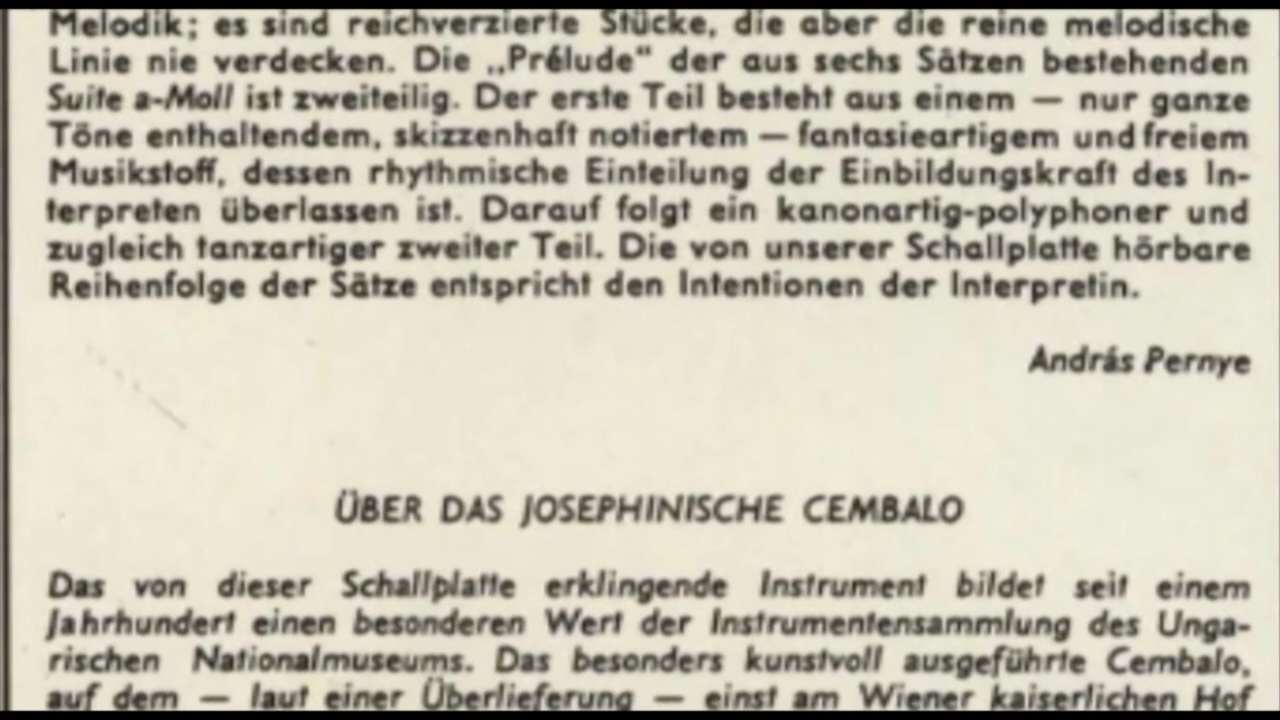 Melodik; es sind reichverzierte Stücke, die aber die reine melodische
Linie nie verdecken. Die „Prélude" der aus sechs Sätzen bestehenden
Suite a-Moll ist zweiteilig. Der erste Teil besteht aus einem — nur ganze
Töne enthaltendem, skizzenhaft notiertem — fantasieartigem und freiem
Musikstoff, dessen rhythmische Einteilung der Einbildungskraft des In-
terpreten überlassen ist. Darauf folgt ein kanonartig-polyphoner und
zugleich tanzartiger zweiter Teil. Die von unserer Schallplatte hörbare
Reihenfolge der Sätze entspricht den Intentionen der Interpretin.
András Pernye
ÜBER DAS JOSEPHINISCHE CEMBALO
Das von dieser Schallplatte erklingende Instrument bildet seit einem
Jahrhundert einen besonderen Wert der Instrumentensammlung des Unga-
rischen Nationalmuseums. Das besonders kunstvoll ausgeführte Cembalo,
auf dem — laut einer Überlieferung — einst am Wiener kaiserlichen Hof